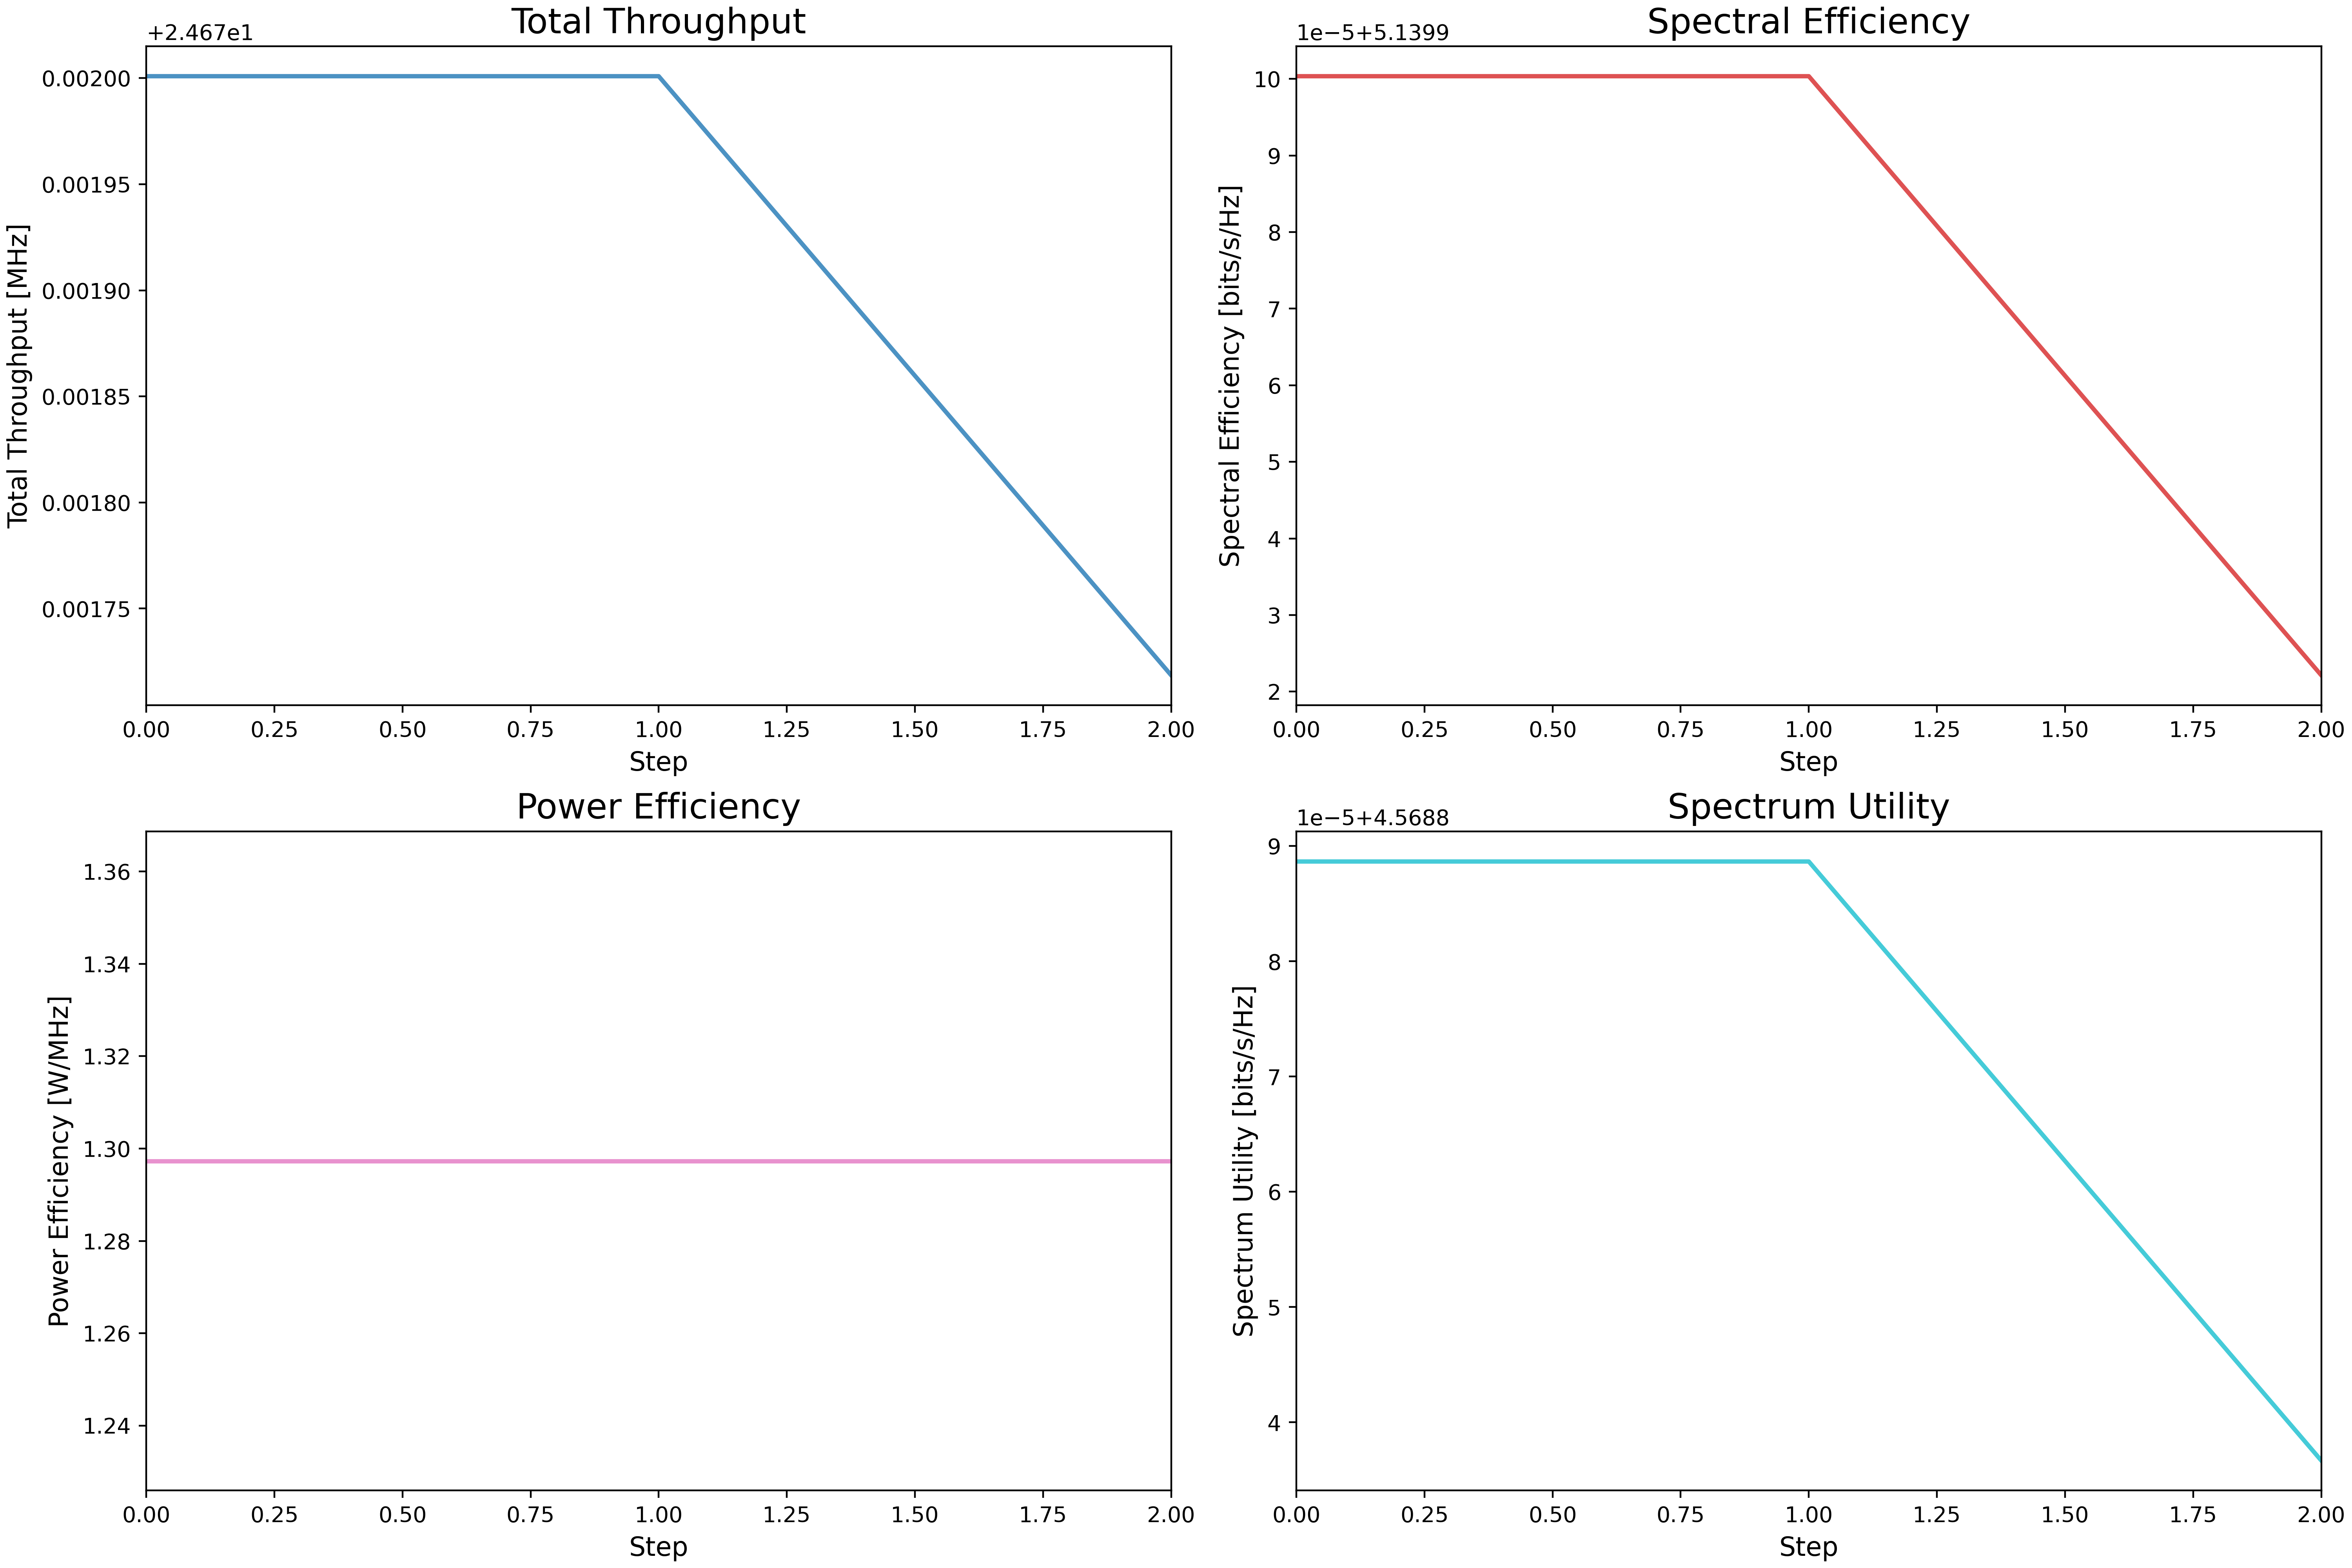 Total Throughput
+2.467e1
Total Throughput [MHz]
0.00200
0.00195
0.00190
0.00185
0.00180
0.00175
0.00 0.25 0.50 0.75 1.00 1.25 1.50 1.75 2.00
Step
Spectral Efficiency
1e−5+5.1399
Spectral Efficiency [bits/s/Hz]
10
9
8
7
6
5
4
3
2
0.00 0.25 0.50 0.75 1.00 1.25 1.50 1.75 2.00
Step
Power Efficiency
Power Efficiency [W/MHz]
1.36
1.34
1.32
1.30
1.28
1.26
1.24
0.00 0.25 0.50 0.75 1.00 1.25 1.50 1.75 2.00
Step
Spectrum Utility
1e−5+4.5688
Spectrum Utility [bits/s/Hz]
9
8
7
6
5
4
0.00 0.25 0.50 0.75 1.00 1.25 1.50 1.75 2.00
Step